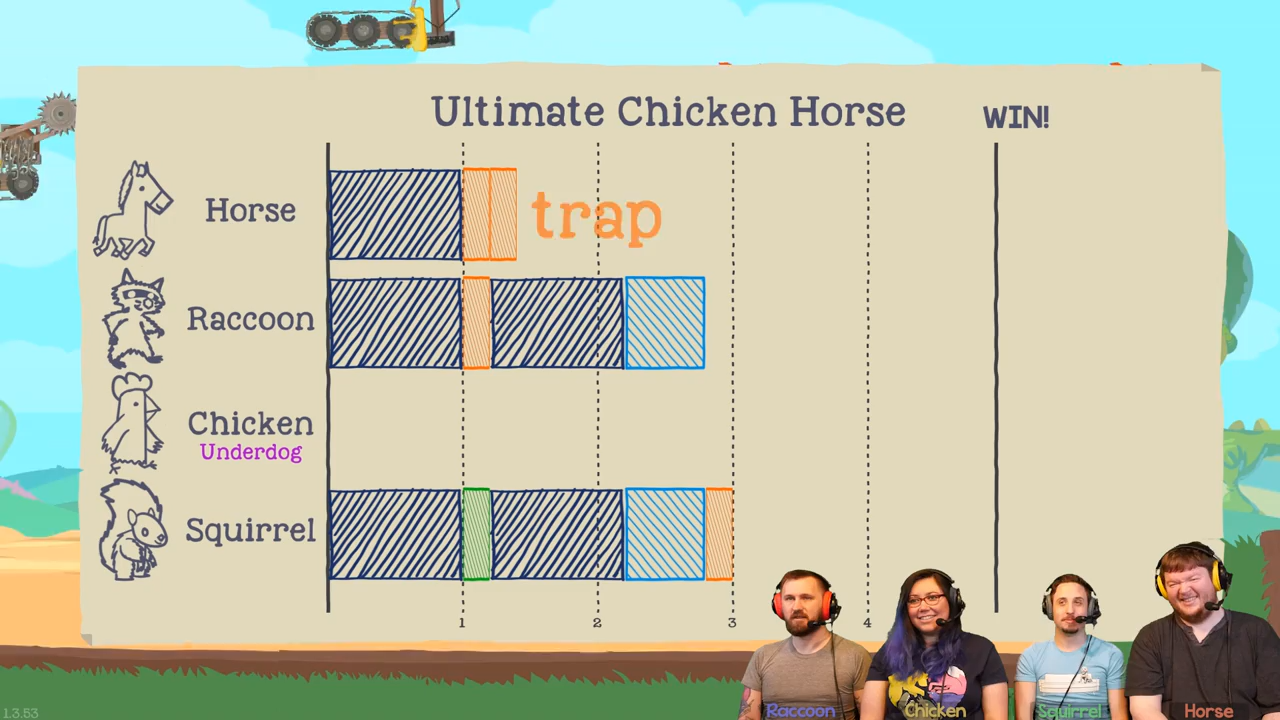 Ultimate Chicken Horse
WIN!
Horse
trap
Raccoon
Chicken
Underdog
Squirrel
1 2 3 4
Raccoon
Chicken
Squirrel
Horse
1.3.53